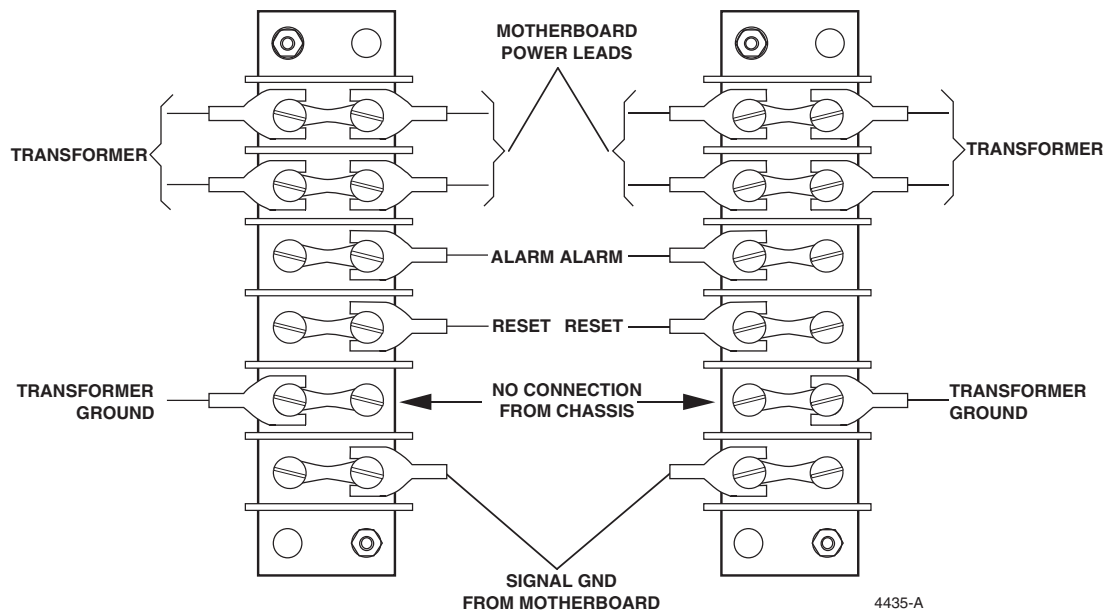 MOTHERBOARD
POWER LEADS
TRANSFORMER
TRANSFORMER
ALARM ALARM
RESET RESET
TRANSFORMER
GROUND
NO CONNECTION
FROM CHASSIS
TRANSFORMER
GROUND
SIGNAL GND
FROM MOTHERBOARD
4435-A